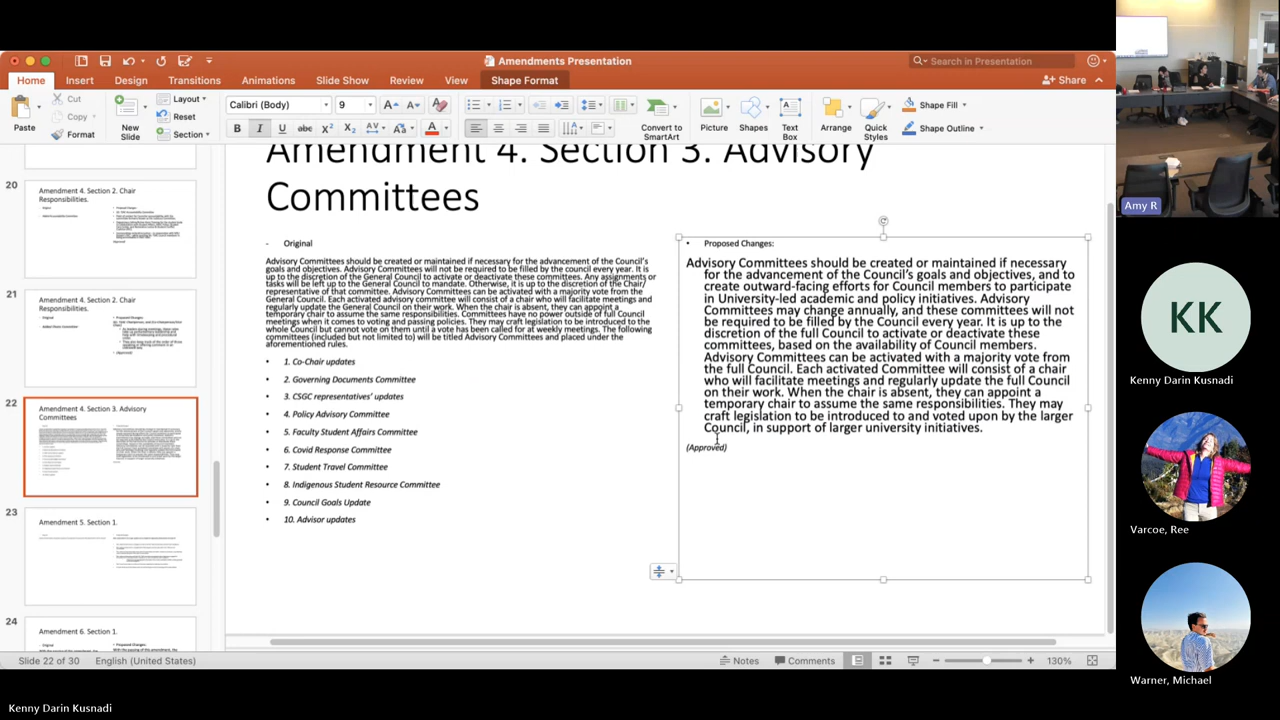 Amendments Presentation
Search in Presentation
Home
Insert
Design
Transitions
Animations
Slide Show
Review
View
Shape Format
Share
Paste
Cut
Copy
Format
New
Slide
Layout
Reset
Section
Calibri (Body)
9
Convert to
SmartArt
Picture
Shapes
Text
Box
Arrange
Quick
Styles
Shape Fill
Shape Outline
20
Amendment 4. Section 2. Chair
Responsibilities.
21
Amendment 4. Section 2. Chair
Responsibilities.
22
Amendment 4. Section 3. Advisory
Committees
23
Amendment 5. Section 1.
24
Amendment 6. Section 1.
Amendment 4. Section 3. Advisory
Committees
- Original
Advisory Committees should be created or maintained if necessary for the advancement of the Council's
goals and objectives. Advisory Committees will not be required to be filled by the council every year. It is
up to the discretion of the General Council to activate or deactivate these committees. Any assignments or
tasks will be left up to the General Council to mandate. Otherwise, it is up to the discretion of the Chair/
representative of that committee. Advisory Committees can be activated with a majority vote from the
General Council. Each activated advisory committee will consist of a chair who will facilitate meetings and
regularly update the General Council on their work. When the chair is absent, they can appoint a
temporary chair to assume the same responsibilities. Committees have no power outside of full Council
meetings when it comes to voting and passing policies. They may craft legislation to be introduced to the
whole Council but cannot vote on them until a vote has been called for at weekly meetings. The following
committees (included but not limited to) will be titled Advisory Committees and placed under the
aforementioned rules.
• 1. Co-Chair updates
• 2. Governing Documents Committee
• 3. CSGC representatives' updates
• 4. Policy Advisory Committee
• 5. Faculty Student Affairs Committee
• 6. Covid Response Committee
• 7. Student Travel Committee
• 8. Indigenous Student Resource Committee
• 9. Council Goals Update
• 10. Advisor updates
• Proposed Changes:
Advisory Committees should be created or maintained if necessary
for the advancement of the Council's goals and objectives, and to
create outward-facing efforts for Council members to participate
in University-led academic and policy initiatives. Advisory
Committees may change annually, and these committees will not
be required to be filled by the Council every year. It is up to the
discretion of the full Council to activate or deactivate these
committees, based on the availability of Council members.
Advisory Committees can be activated with a majority vote from
the full Council. Each activated Committee will consist of a chair
who will facilitate meetings and regularly update the full Council
on their work. When the chair is absent, they can appoint a
temporary chair to assume the same responsibilities. They may
craft legislation to be introduced to and voted upon by the larger
Council, in support of larger university initiatives.
(Approved)
Slide 22 of 30
English (United States)
Notes
Comments
130%
Amy R
KK
Kenny Darin Kusnadi
Varcoe, Ree
Warner, Michael
Kenny Darin Kusnadi